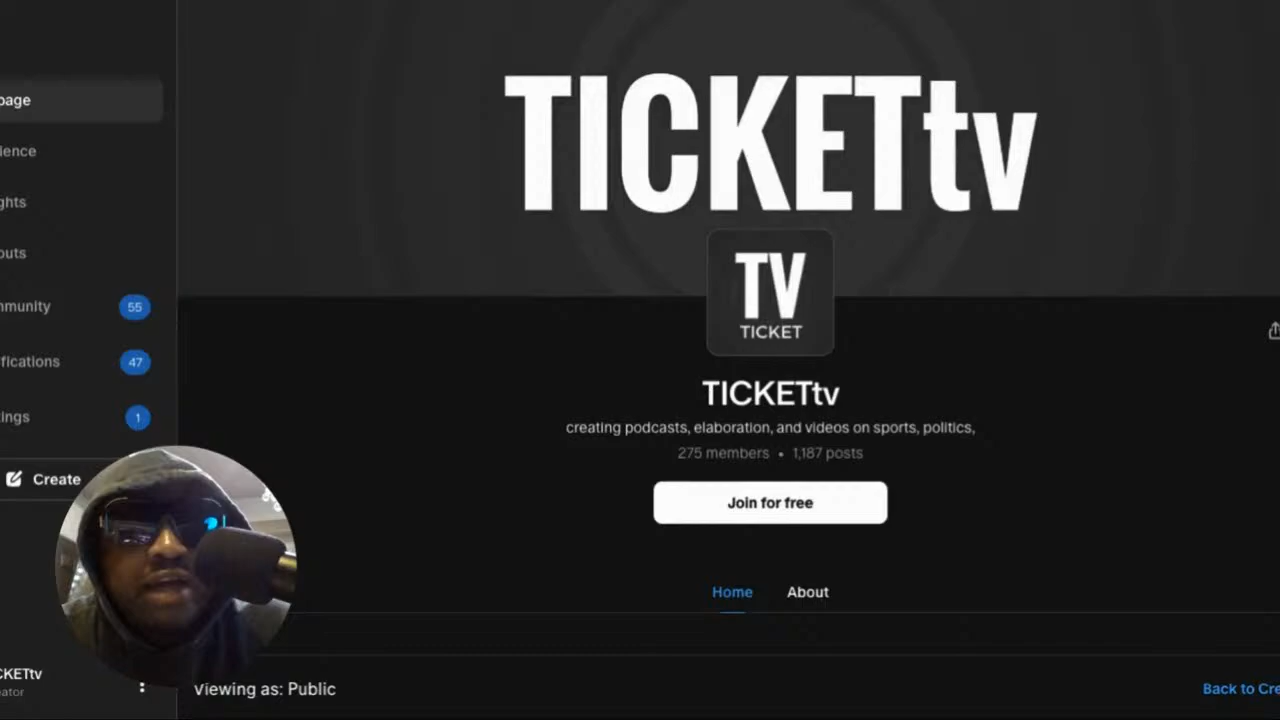 page
ience
ghts
outs
mmunity 55
fications 47
ings 1
Create
CKETtv
eator
TICKETtv
TV
TICKET
TICKETtv
creating podcasts, elaboration, and videos on sports, politics,
275 members • 1,187 posts
Join for free
Home About
Viewing as: Public
Back to Cre